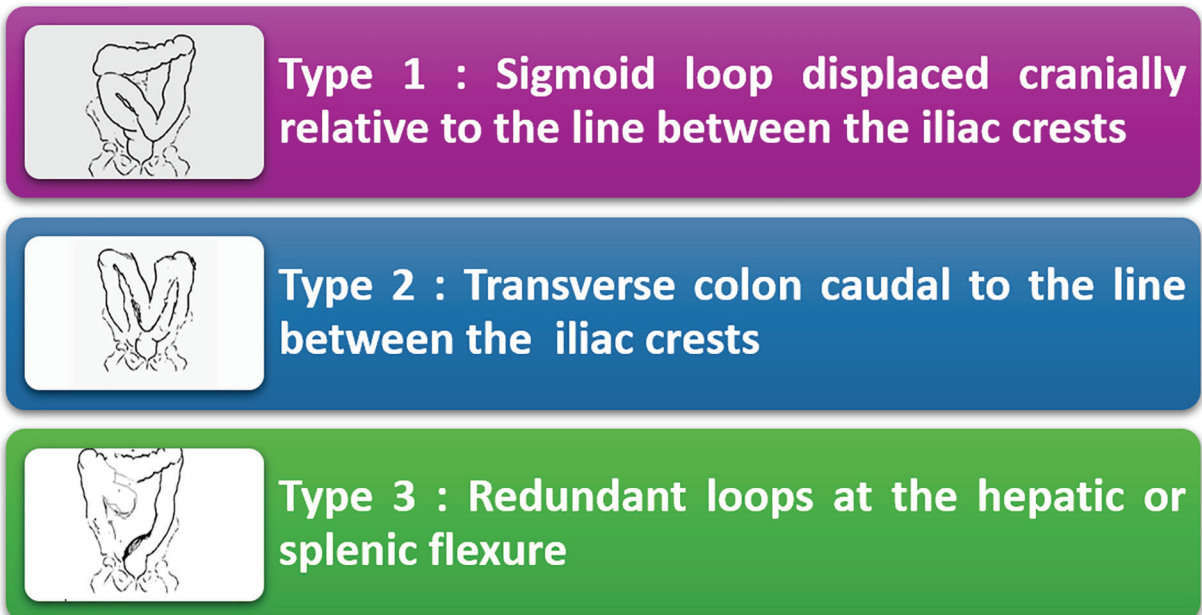 Type 1 : Sigmoid loop displaced cranially
relative to the line between the iliac crests
Type 2 : Transverse colon caudal to the line
between the iliac crests
Type 3 : Redundant loops at the hepatic or
splenic flexure